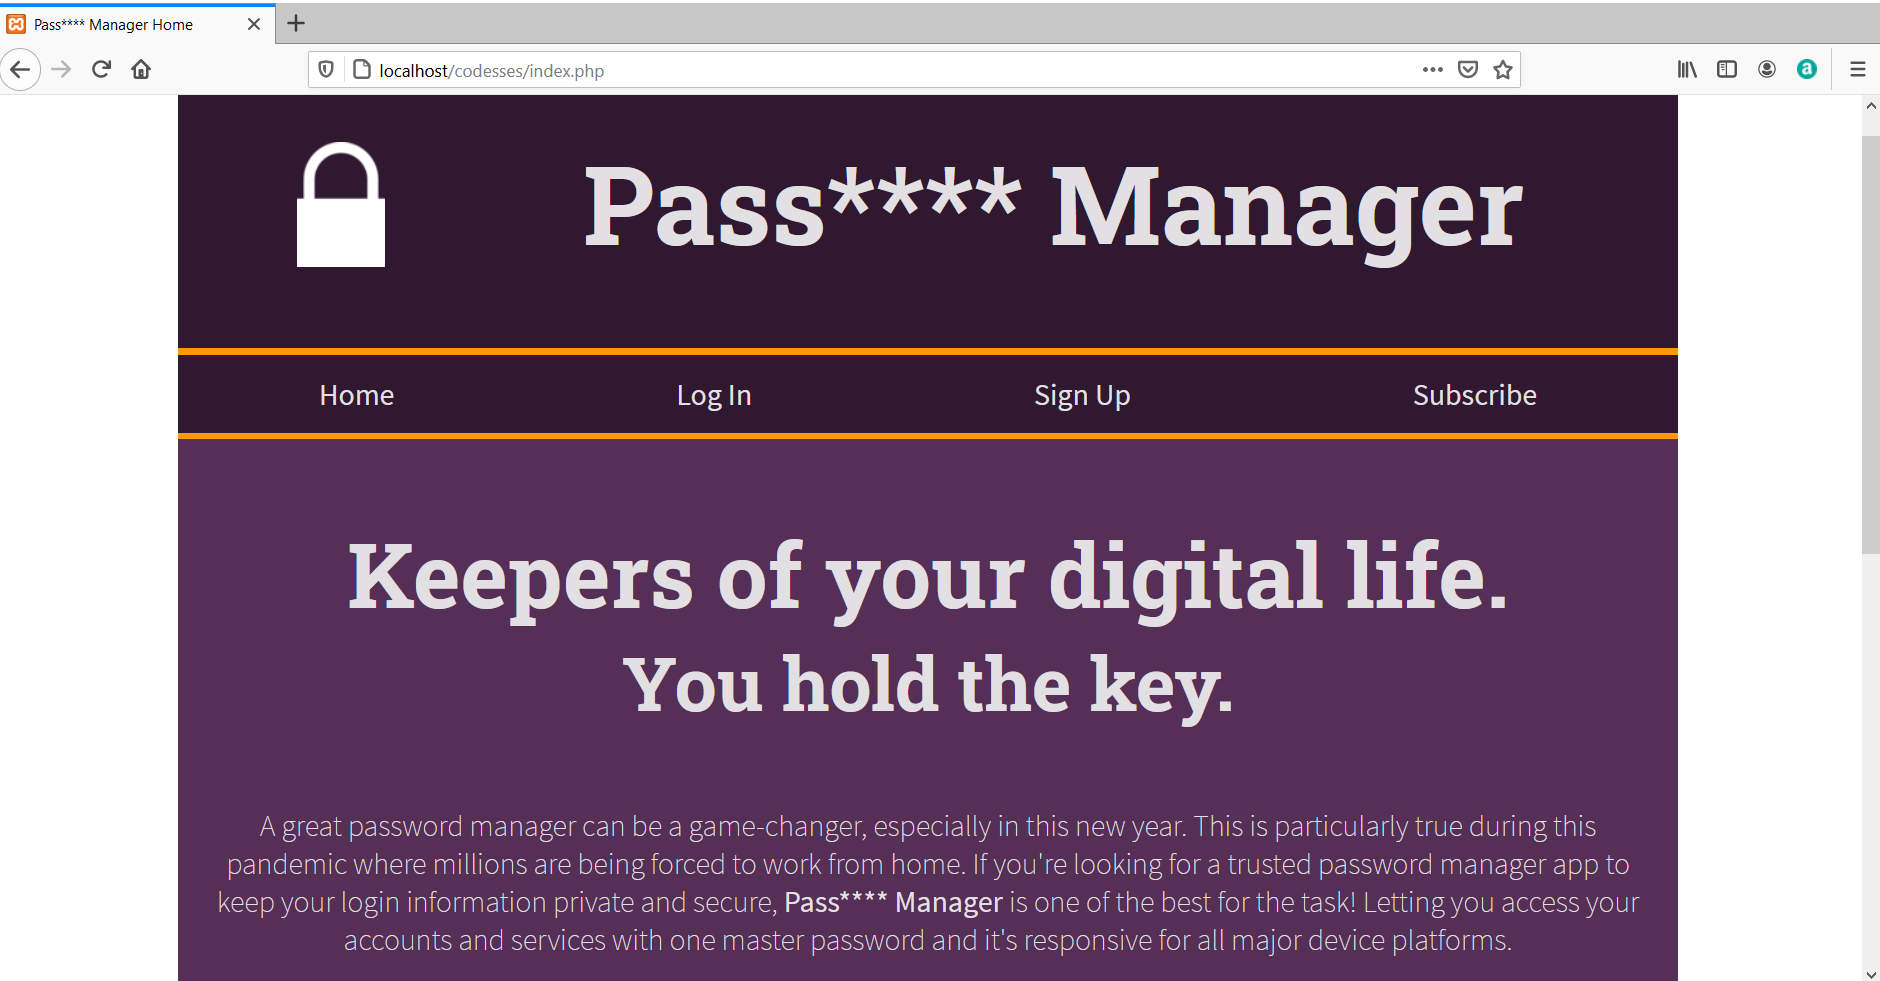 Pass**** Manager Home
localhost/codesses/index.php
Pass**** Manager
Home Log In Sign Up Subscribe
Keepers of your digital life.
You hold the key.
A great password manager can be a game-changer, especially in this new year. This is particularly true during this
pandemic where millions are being forced to work from home. If you're looking for a trusted password manager app to
keep your login information private and secure, Pass**** Manager is one of the best for the task! Letting you access your
accounts and services with one master password and it's responsive for all major device platforms.